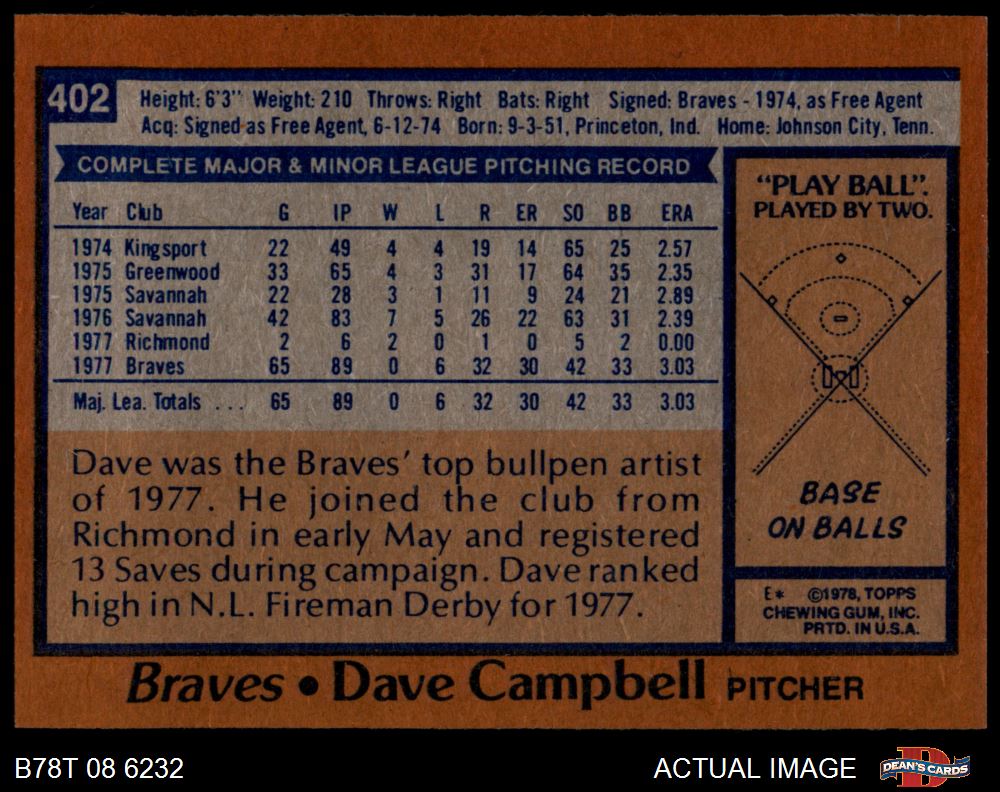 402
Height: 6'3" Weight: 210 Throws: Right Bats: Right Signed: Braves - 1974, as Free Agent
Acq: Signed as Free Agent, 6-12-74 Born: 9-3-51, Princeton, Ind. Home: Johnson City, Tenn.
COMPLETE MAJOR & MINOR LEAGUE PITCHING RECORD
Year Club G IP W L R ER SO BB ERA
1974 Kingsport 22 49 4 4 19 14 65 25 2.57
1975 Greenwood 33 65 4 3 31 17 64 35 2.35
1975 Savannah 22 28 3 1 11 9 24 21 2.89
1976 Savannah 42 83 7 5 26 22 63 31 2.39
1977 Richmond 2 6 2 0 1 0 5 2 0.00
1977 Braves 65 89 0 6 32 30 42 33 3.03
Maj. Lea. Totals ... 65 89 0 6 32 30 42 33 3.03
Dave was the Braves' top bullpen artist
of 1977. He joined the club from
Richmond in early May and registered
13 Saves during campaign. Dave ranked
high in N.L. Fireman Derby for 1977.
"PLAY BALL".
PLAYED BY TWO.
BASE
ON BALLS
E* ©1978, TOPPS
CHEWING GUM, INC.
PRTD. IN U.S.A.
Braves • Dave Campbell PITCHER
B78T 08 6232
ACTUAL IMAGE
D
DEAN'S CARDS